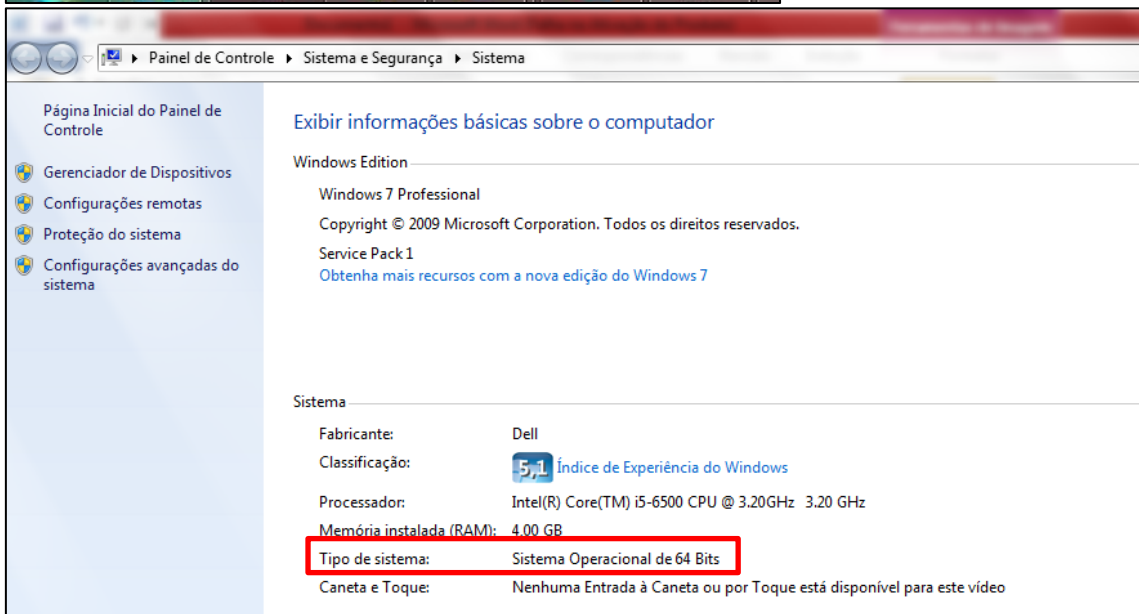 Painel de Controle ▸ Sistema e Segurança ▸ Sistema
Página Inicial do Painel de
Controle
Gerenciador de Dispositivos
Configurações remotas
Proteção do sistema
Configurações avançadas do
sistema
Exibir informações básicas sobre o computador
Windows Edition
Windows 7 Professional
Copyright © 2009 Microsoft Corporation. Todos os direitos reservados.
Service Pack 1
Obtenha mais recursos com a nova edição do Windows 7
Sistema
Fabricante: Dell
Classificação: 5,1 Índice de Experiência do Windows
Processador: Intel(R) Core(TM) i5-6500 CPU @ 3.20GHz 3.20 GHz
Memória instalada (RAM): 4.00 GB
Tipo de sistema: Sistema Operacional de 64 Bits
Caneta e Toque: Nenhuma Entrada à Caneta ou por Toque está disponível para este vídeo